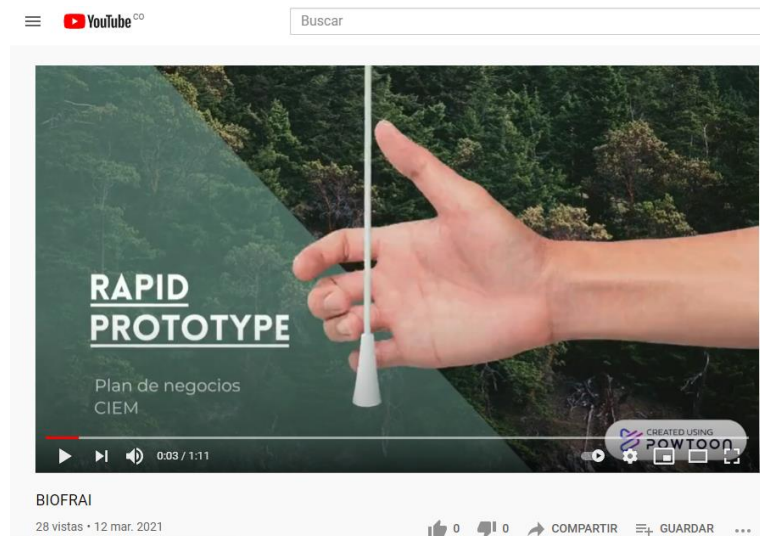 YouTube CO
Buscar
RAPID
PROTOTYPE
Plan de negocios
CIEM
CREATED USING
POWTOON
0:03 / 1:11
BIOFRAI
28 vistas • 12 mar. 2021
0
0
COMPARTIR
GUARDAR